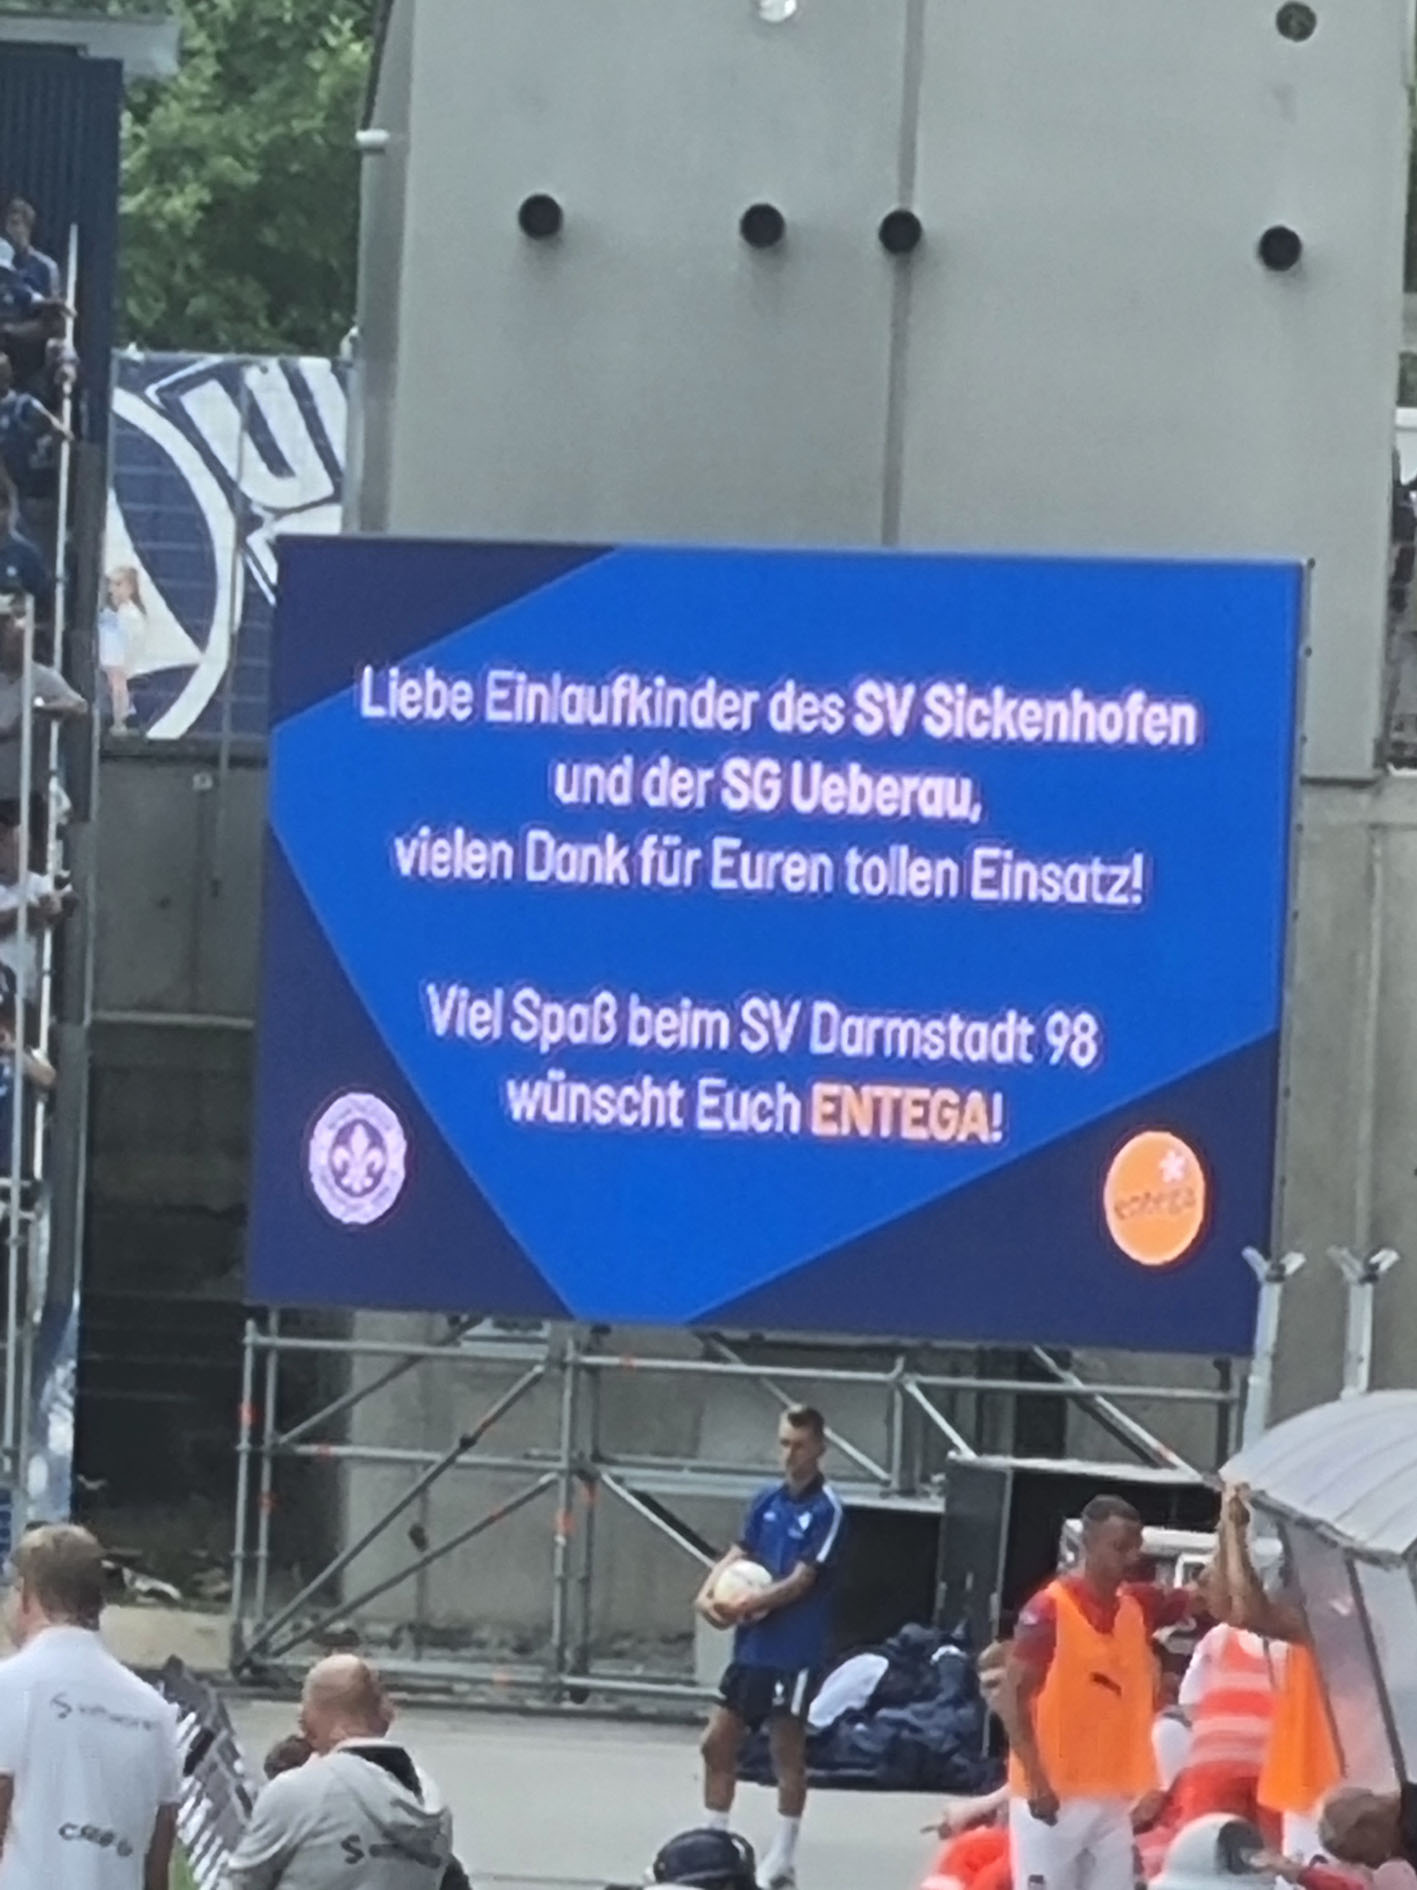 Liebe Einlaufkinder des SV Sickenhofen
und der SG Ueberau,
vielen Dank für Euren tollen Einsatz!
Viel Spaß beim SV Darmstadt 98
wünscht Euch ENTEGA!
entega